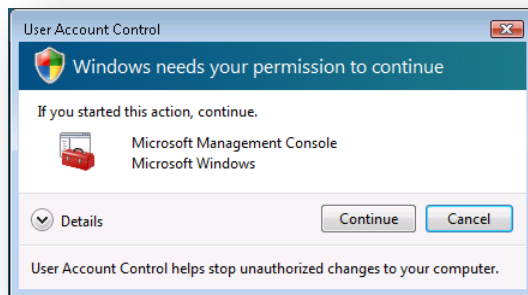 User Account Control
Windows needs your permission to continue
If you started this action, continue.
Microsoft Management Console
Microsoft Windows
Details
Continue
Cancel
User Account Control helps stop unauthorized changes to your computer.